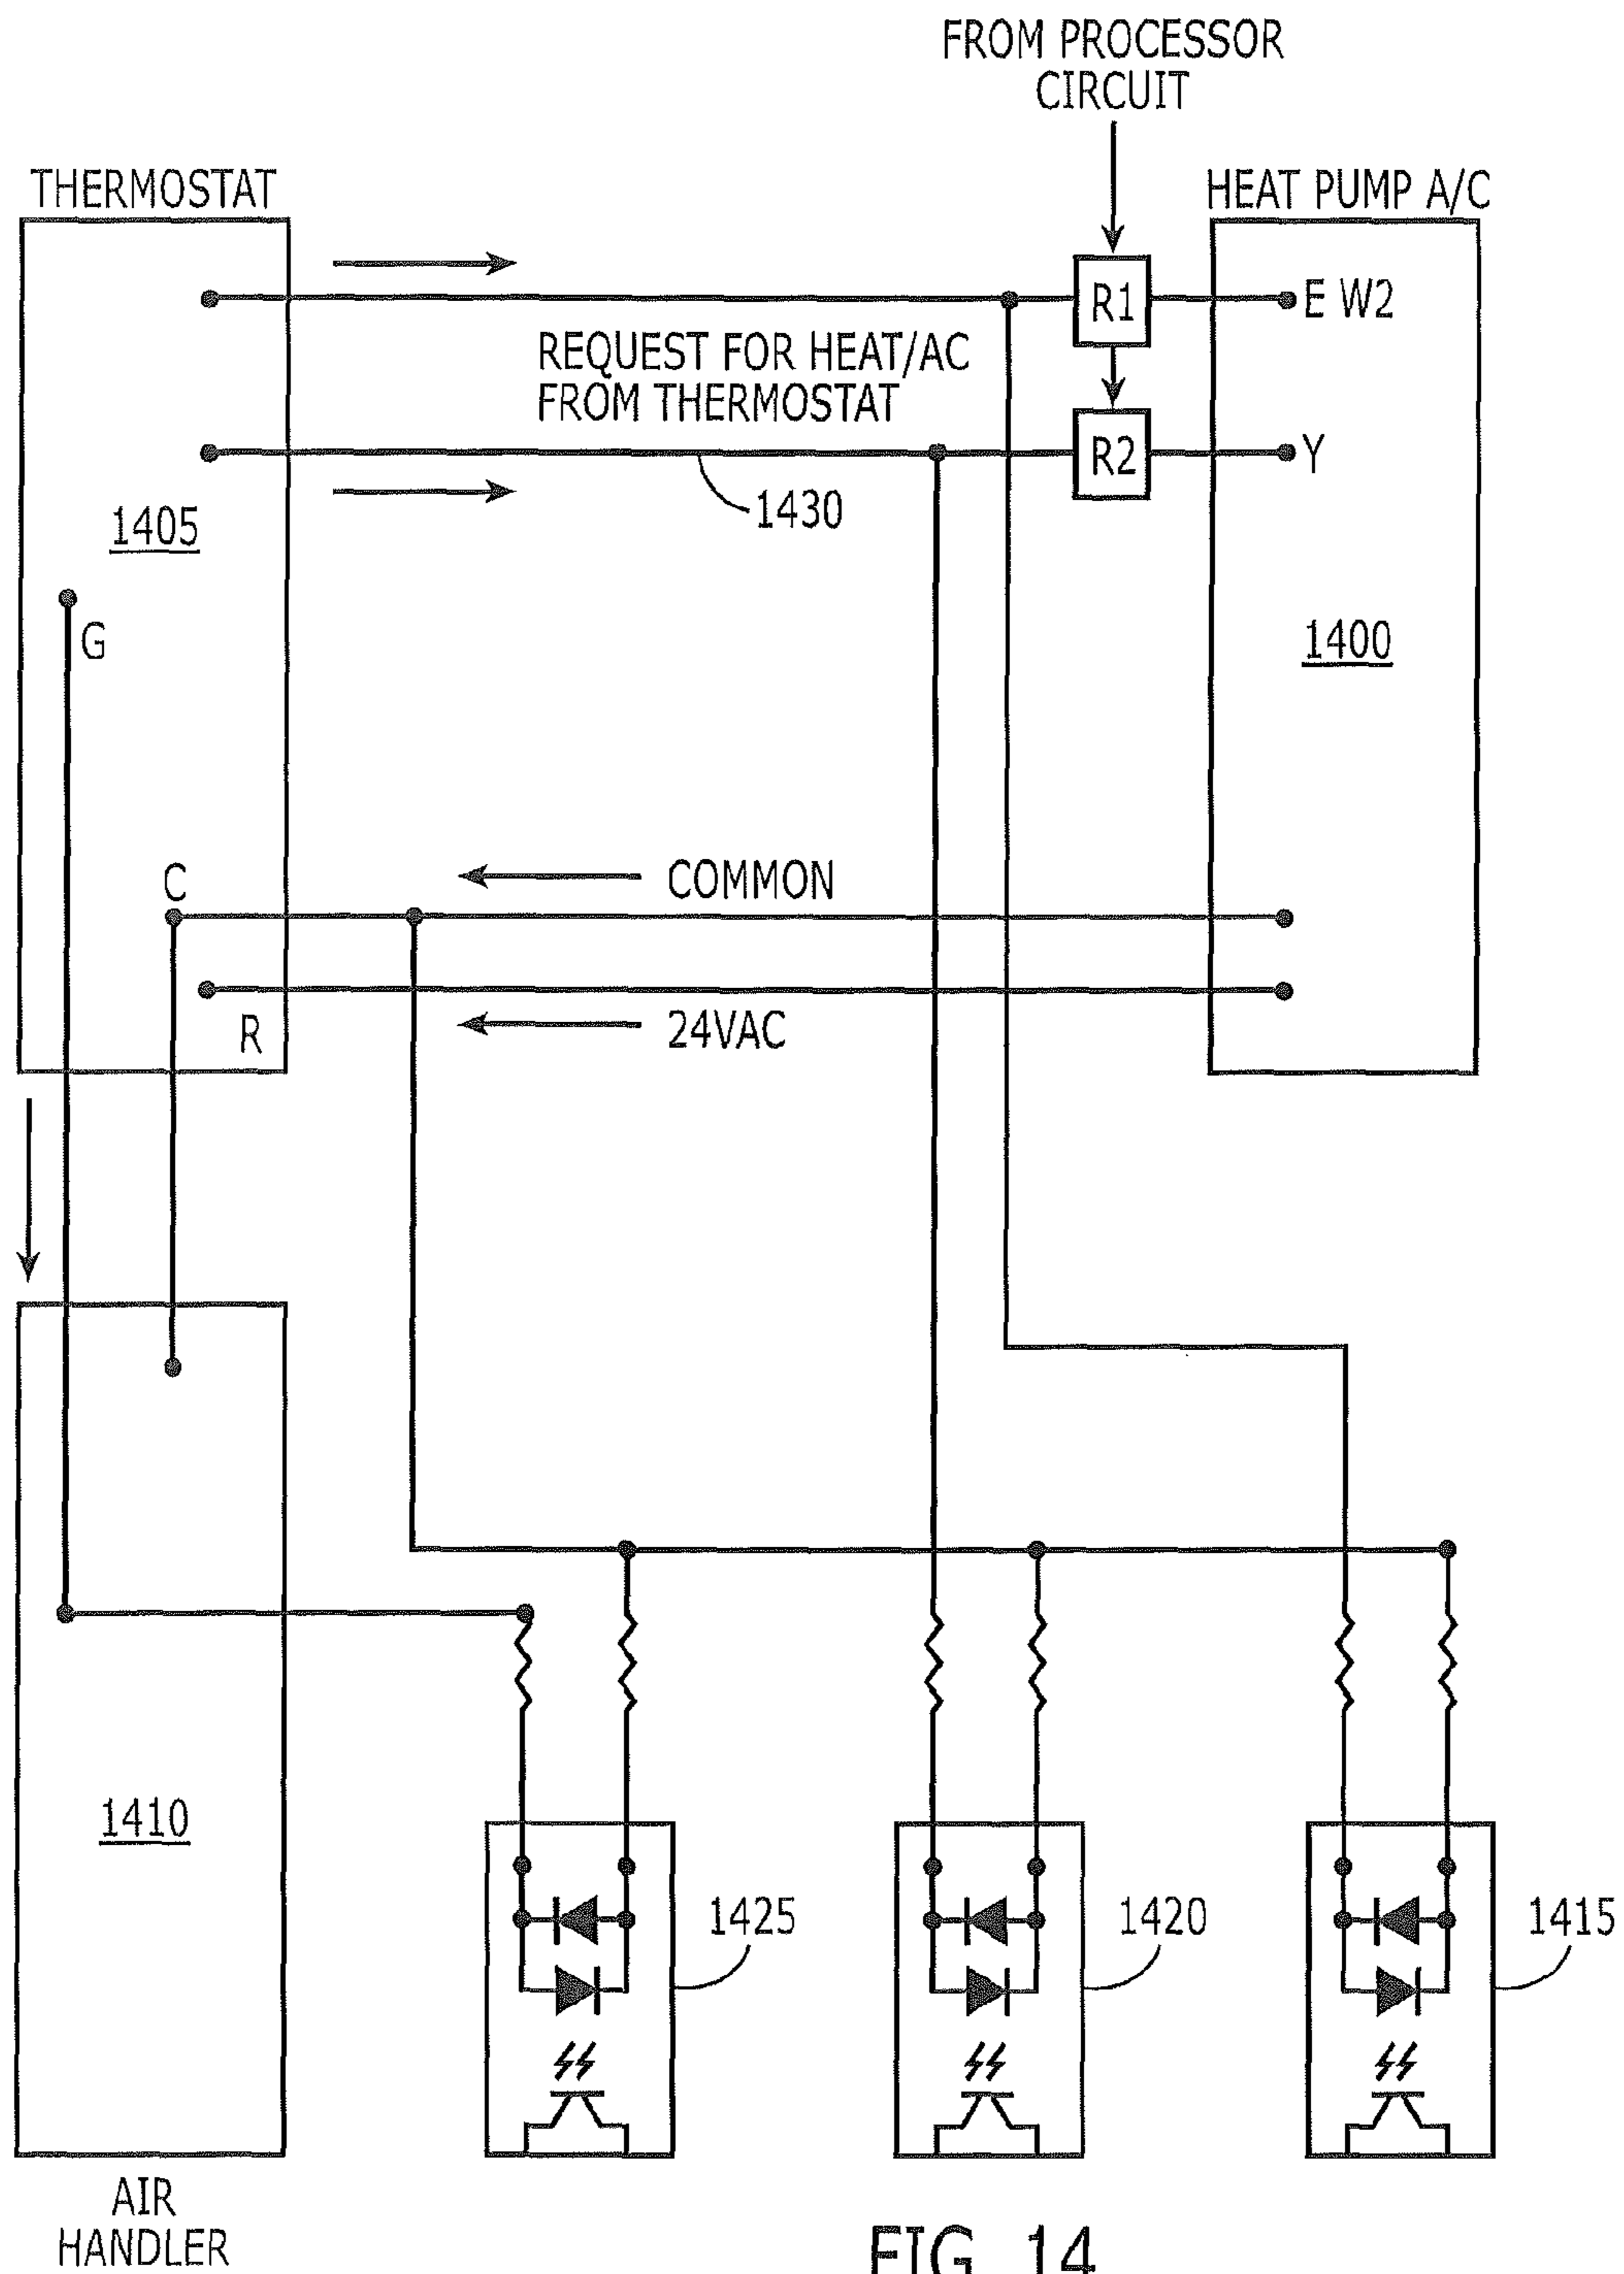 FROM PROCESSOR
CIRCUIT
THERMOSTAT
HEAT PUMP A/C
R1
E W2
REQUEST FOR HEAT/AC
FROM THERMOSTAT
R2
Y
1430
1405
G
1400
C
COMMON
R
24VAC
1410
1425
1420
1415
AIR
HANDLER
FIG. 14